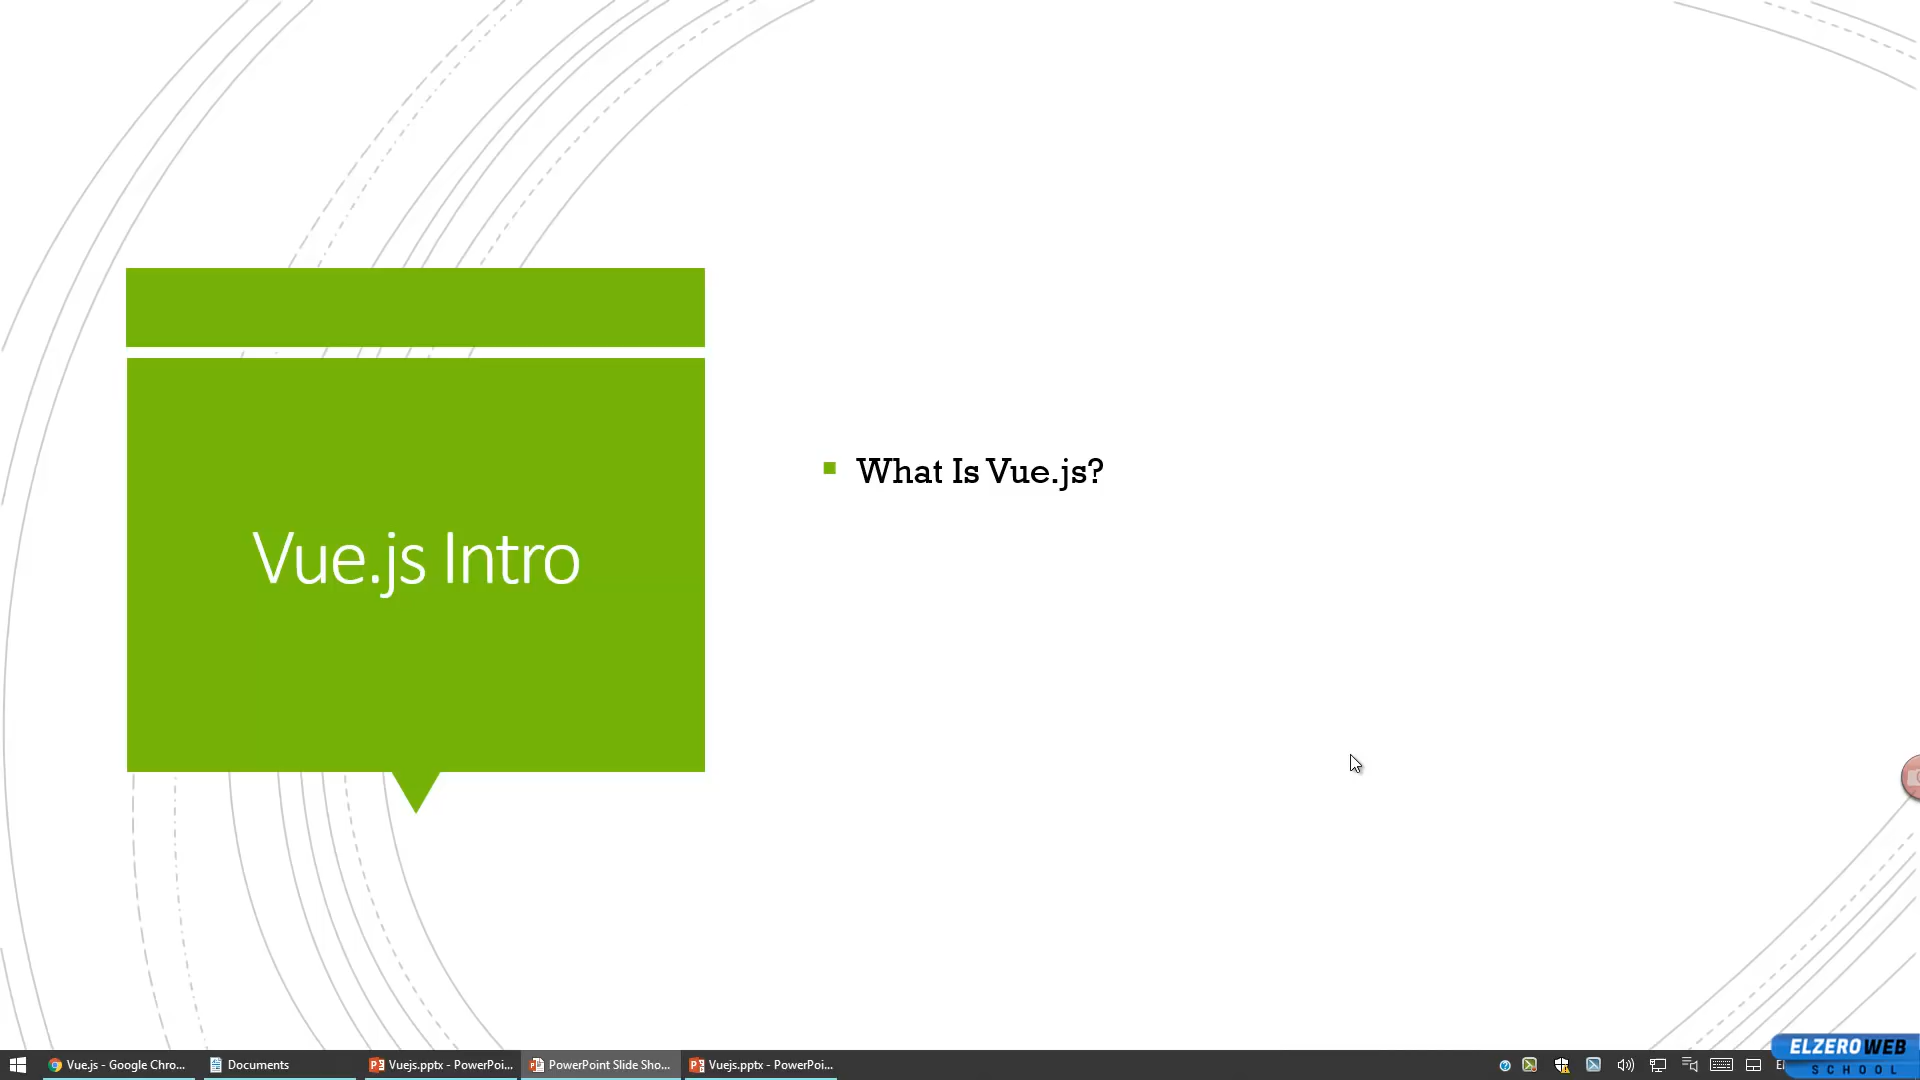 Vue.js Intro
What Is Vue.js?
Vue.js - Google Chro...
Documents
Vuejs.pptx - PowerPoi...
PowerPoint Slide Sho...
Vuejs.pptx - PowerPoi...
ELZEROWEB
SCHOOL